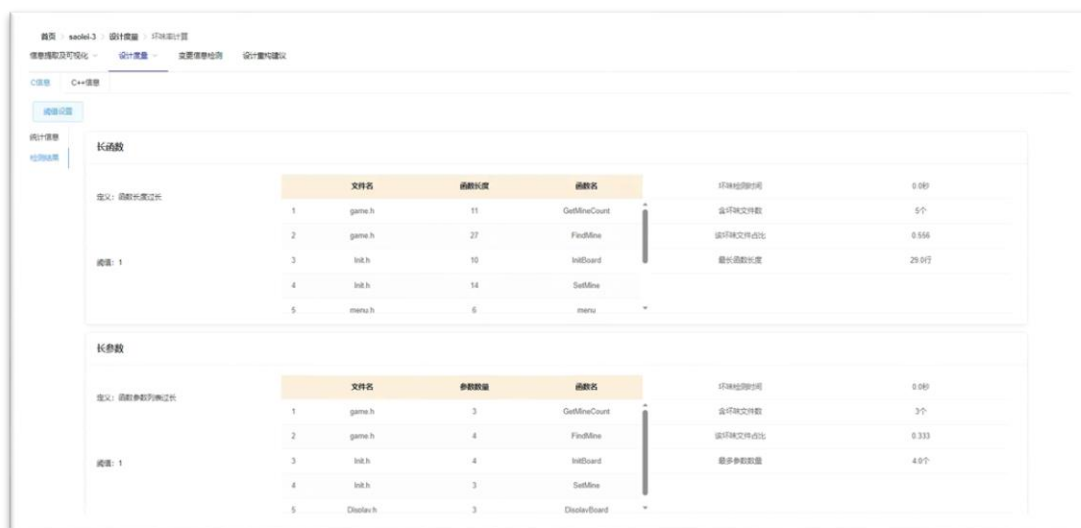 首页 > saolei-3 > 设计度量 > 坏味率计算
信息提取及可视化 设计度量 变更信息检测 设计重构建议
C信息 C++信息
阈值设置
统计信息
检测结果
长函数
定义：函数长度过长
阈值：1
文件名 函数长度 函数名
1 game.h 11 GetMineCount
2 game.h 27 FindMine
3 Init.h 10 InitBoard
4 Init.h 14 SetMine
5 menu.h 6 menu
坏味检测时间 0.0秒
含坏味文件数 5个
该坏味文件占比 0.556
最长函数长度 29.0行
长参数
定义：函数参数列表过长
阈值：1
文件名 参数数量 函数名
1 game.h 3 GetMineCount
2 game.h 4 FindMine
3 Init.h 4 InitBoard
4 Init.h 3 SetMine
5 Display.h 3 DisplayBoard
坏味检测时间 0.0秒
含坏味文件数 3个
该坏味文件占比 0.333
最多参数数量 4.0个